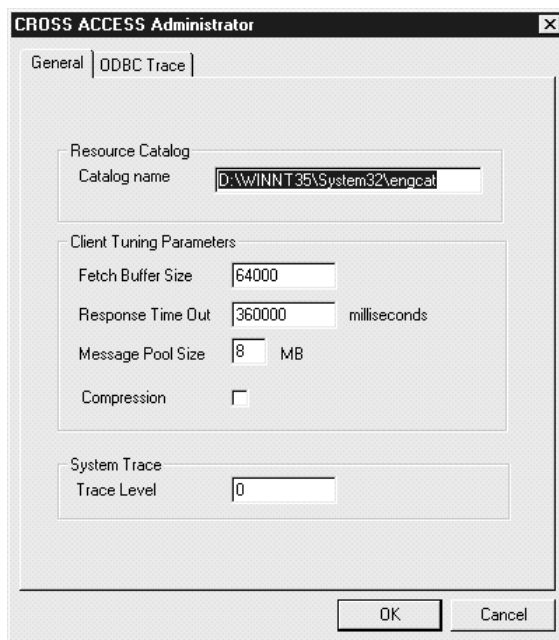 CROSS ACCESS Administrator
General ODBC Trace
Resource Catalog
Catalog name D:\WINNT35\System32\engcat
Client Tuning Parameters
Fetch Buffer Size 64000
Response Time Out 360000 milliseconds
Message Pool Size 8 MB
Compression
System Trace
Trace Level 0
OK Cancel